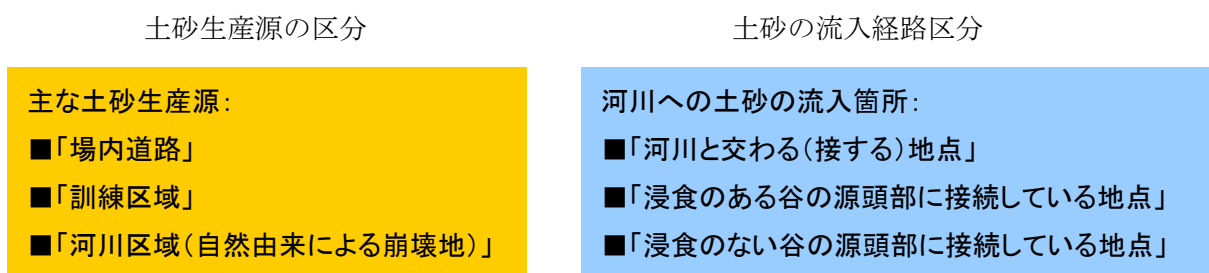 土砂生産源の区分
主な土砂生産源：
■「場内道路」
■「訓練区域」
■「河川区域（自然由来による崩壊地）」
土砂の流入経路区分
河川への土砂の流入箇所：
■「河川と交わる（接する）地点」
■「浸食のある谷の源頭部に接続している地点」
■「浸食のない谷の源頭部に接続している地点」